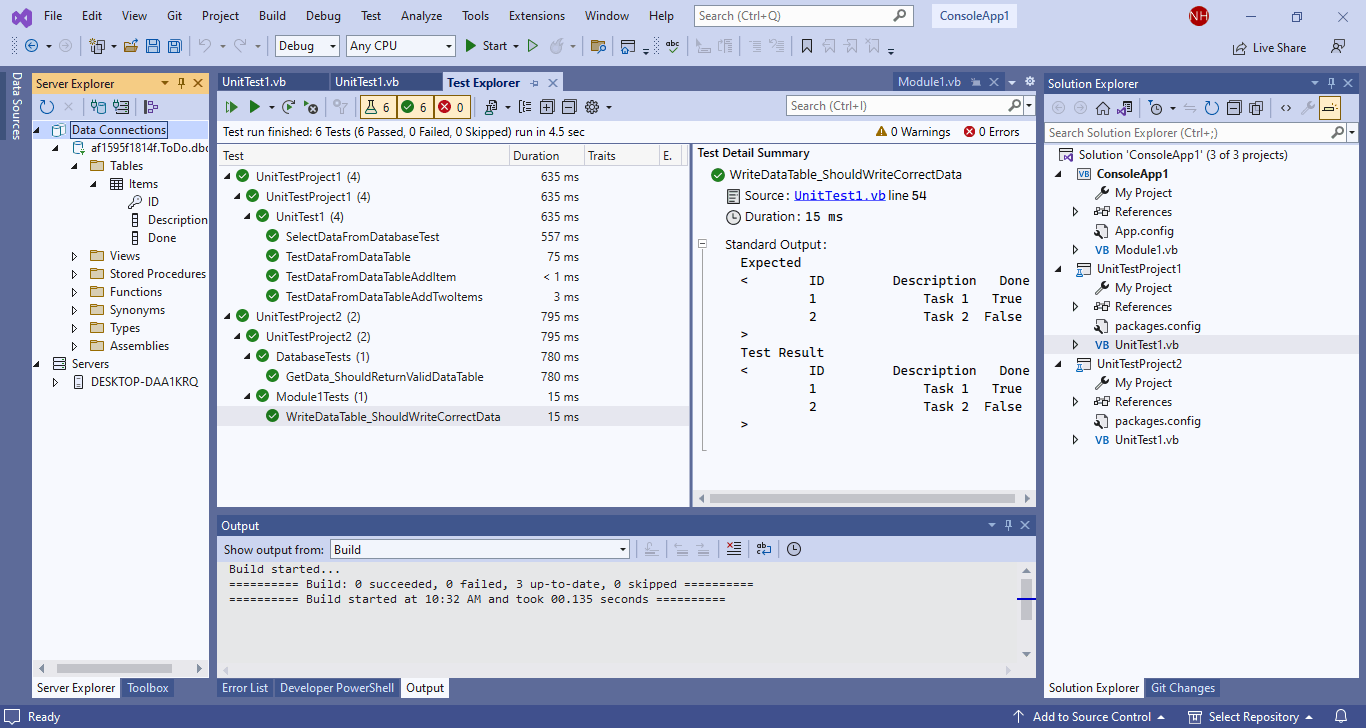 File Edit View Git Project Build Debug Test Analyze Tools Extensions Window Help Search (Ctrl+Q) ConsoleApp1 NH
Debug Any CPU Start abc Live Share
Data Sources
Server Explorer
Data Connections
af1595f1814f.ToDo.dbo
Tables
Items
ID
Description
Done
Views
Stored Procedures
Functions
Synonyms
Types
Assemblies
Servers
DESKTOP-DAA1KRQ
Server Explorer Toolbox
UnitTest1.vb UnitTest1.vb Test Explorer Module1.vb
6 6 0 Search (Ctrl+I)
Test run finished: 6 Tests (6 Passed, 0 Failed, 0 Skipped) run in 4.5 sec 0 Warnings 0 Errors
Test Duration Traits E.
UnitTestProject1 (4) 635 ms
UnitTestProject1 (4) 635 ms
UnitTest1 (4) 635 ms
SelectDataFromDatabaseTest 557 ms
TestDataFromDataTable 75 ms
TestDataFromDataTableAddItem < 1 ms
TestDataFromDataTableAddTwoItems 3 ms
UnitTestProject2 (2) 795 ms
UnitTestProject2 (2) 795 ms
DatabaseTests (1) 780 ms
GetData_ShouldReturnValidDataTable 780 ms
Module1Tests (1) 15 ms
WriteDataTable_ShouldWriteCorrectData 15 ms
Test Detail Summary
WriteDataTable_ShouldWriteCorrectData
Source: UnitTest1.vb line 54
Duration: 15 ms
Standard Output:
Expected
< ID Description Done
1 Task 1 True
2 Task 2 False
>
Test Result
< ID Description Done
1 Task 1 True
2 Task 2 False
>
Output
Show output from: Build
Build started...
========== Build: 0 succeeded, 0 failed, 3 up-to-date, 0 skipped ==========
========== Build started at 10:32 AM and took 00.135 seconds ==========
Error List Developer PowerShell Output
Solution Explorer
Search Solution Explorer (Ctrl+;)
Solution 'ConsoleApp1' (3 of 3 projects)
VB ConsoleApp1
My Project
References
App.config
VB Module1.vb
UnitTestProject1
My Project
References
packages.config
VB UnitTest1.vb
UnitTestProject2
My Project
References
packages.config
VB UnitTest1.vb
Solution Explorer Git Changes
Ready Add to Source Control Select Repository